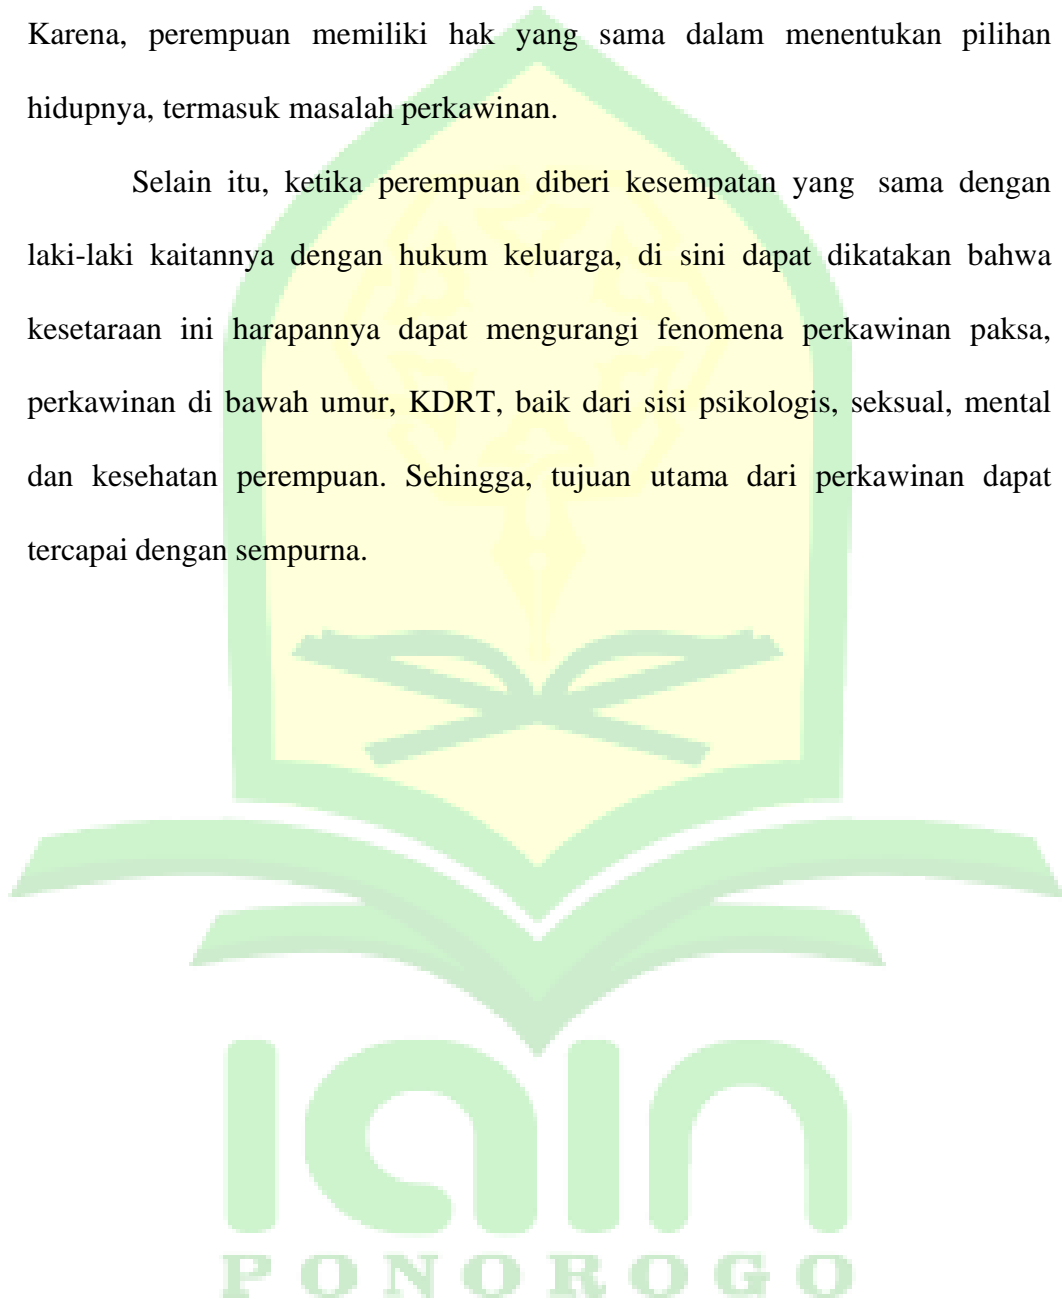 Karena, perempuan memiliki hak yang sama dalam menentukan pilihan
hidupnya, termasuk masalah perkawinan.
Selain itu, ketika perempuan diberi kesempatan yang sama dengan
laki-laki kaitannya dengan hukum keluarga, di sini dapat dikatakan bahwa
kesetaraan ini harapannya dapat mengurangi fenomena perkawinan paksa,
perkawinan di bawah umur, KDRT, baik dari sisi psikologis, seksual, mental
dan kesehatan perempuan. Sehingga, tujuan utama dari perkawinan dapat
tercapai dengan sempurna.
IAIN
PONOROGO